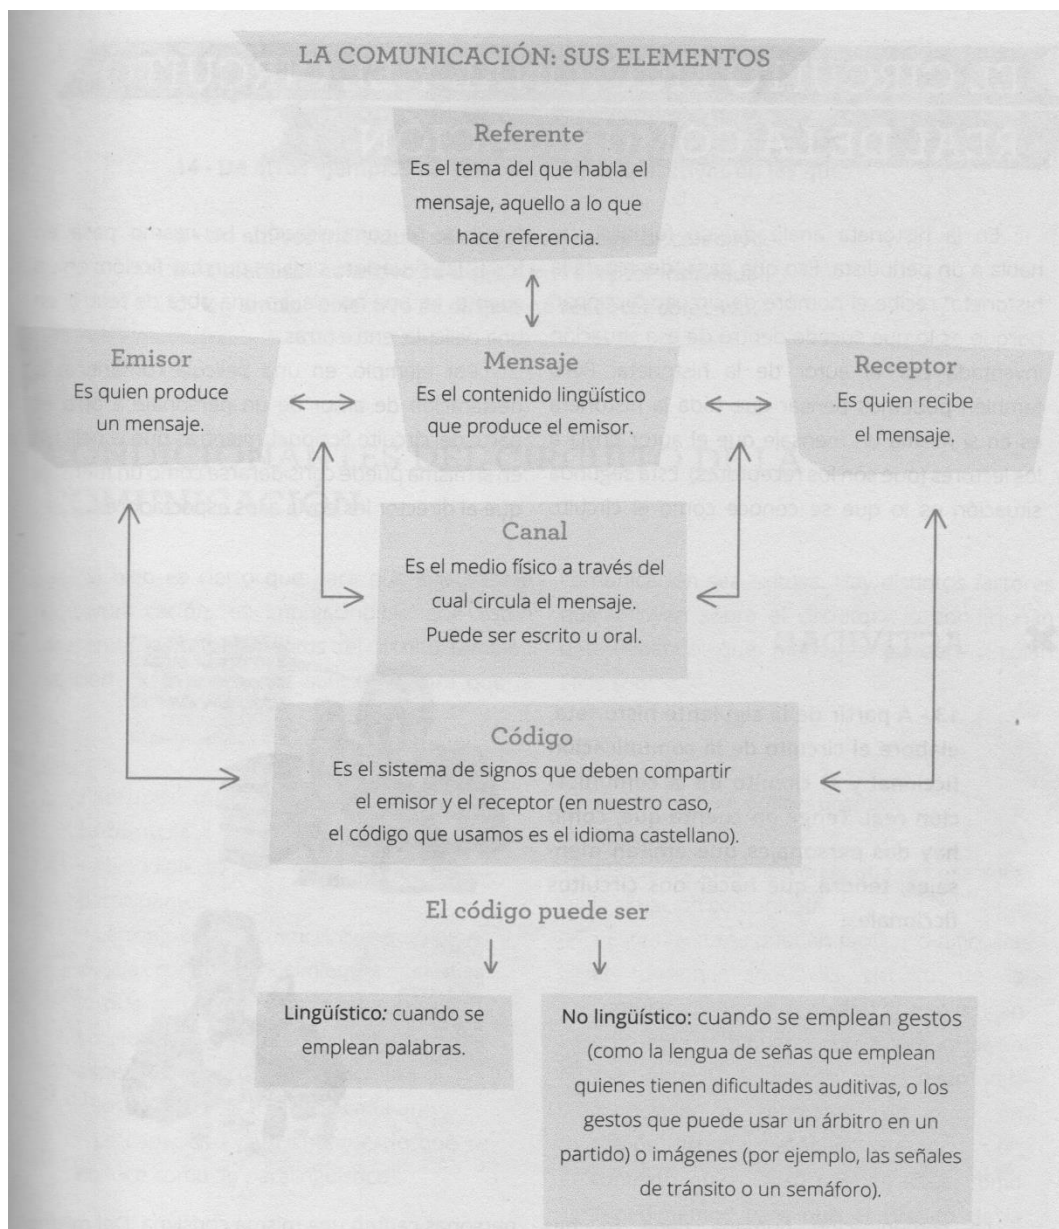 LA COMUNICACIÓN: SUS ELEMENTOS
Referente
Es el tema del que habla el
mensaje, aquello a lo que
hace referencia.
Emisor
Es quien produce
un mensaje.
Mensaje
Es el contenido lingüístico
que produce el emisor.
Receptor
Es quien recibe
el mensaje.
Canal
Es el medio físico a través del
cual circula el mensaje.
Puede ser escrito u oral.
Código
Es el sistema de signos que deben compartir
el emisor y el receptor (en nuestro caso,
el código que usamos es el idioma castellano).
El código puede ser
Lingüístico: cuando se
emplean palabras.
No lingüístico: cuando se emplean gestos
(como la lengua de señas que emplean
quienes tienen dificultades auditivas, o los
gestos que puede usar un árbitro en un
partido) o imágenes (por ejemplo, las señales
de tránsito o un semáforo).